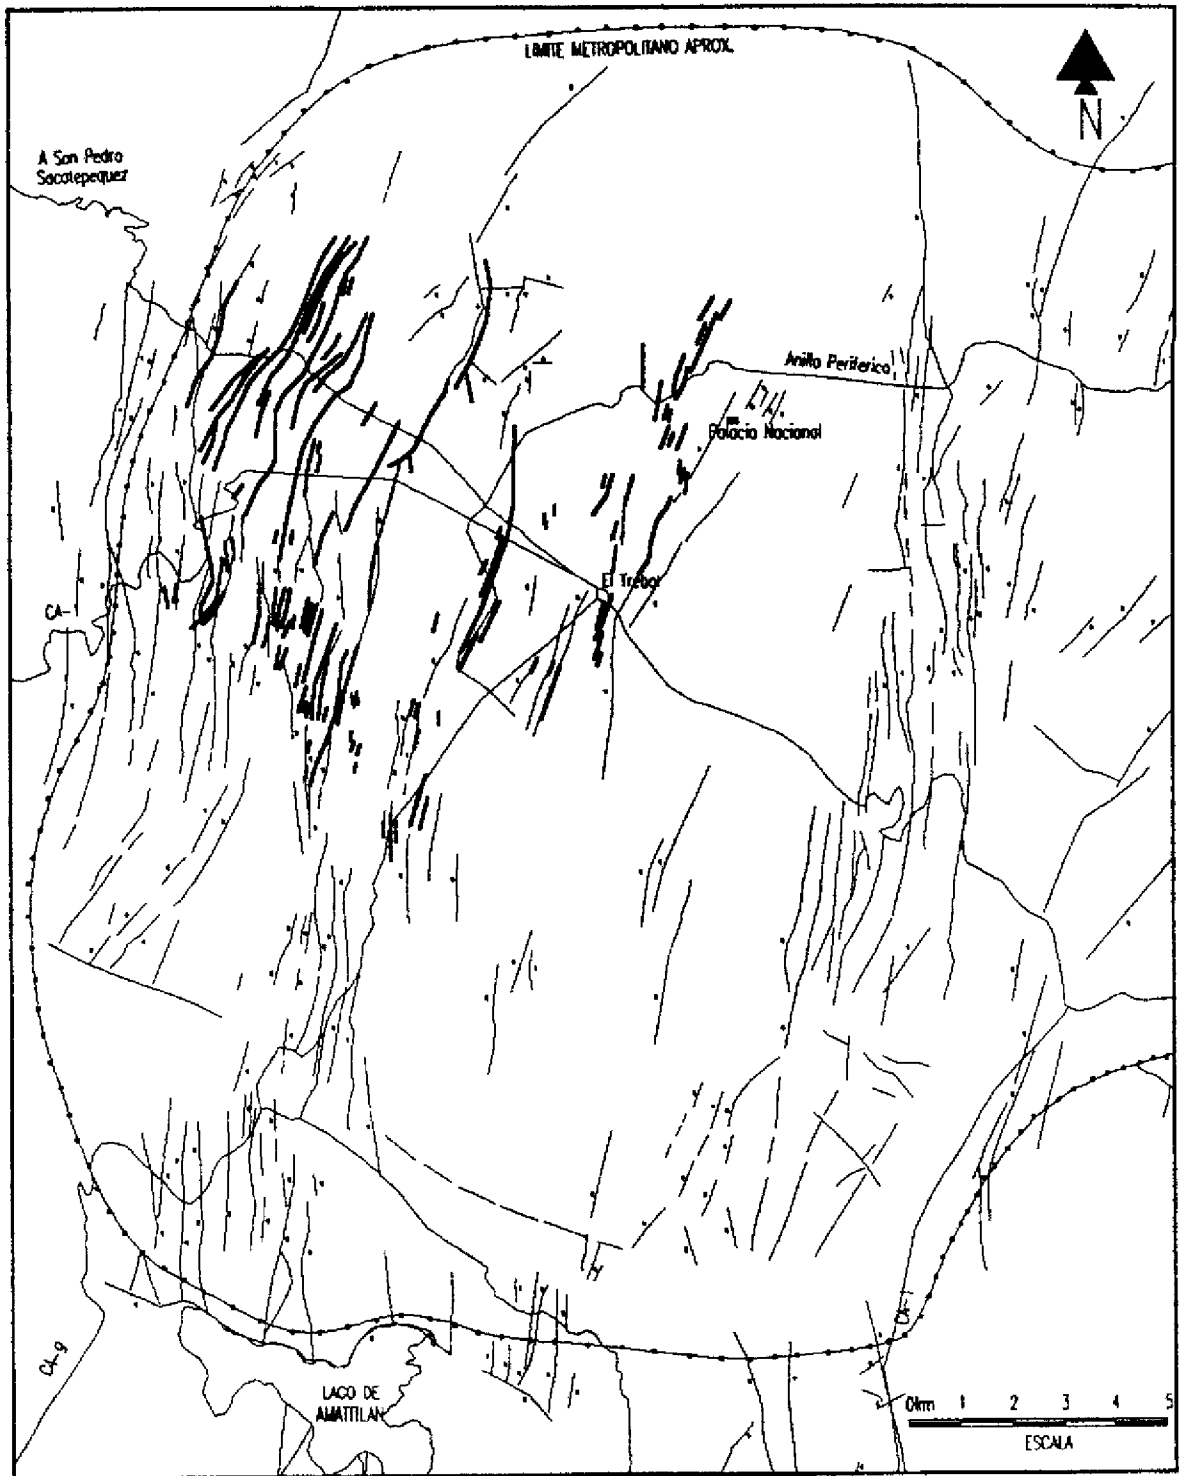 LIMITE METROPOLITANO APROX.
N
A San Pedro
Sacatepequez
Anillo Periferico
Palacio Nacional
El Trebol
CA-
CA-1
CA-9
LAGO DE
AMATITLAN
0km 1 2 3 4 5
ESCALA